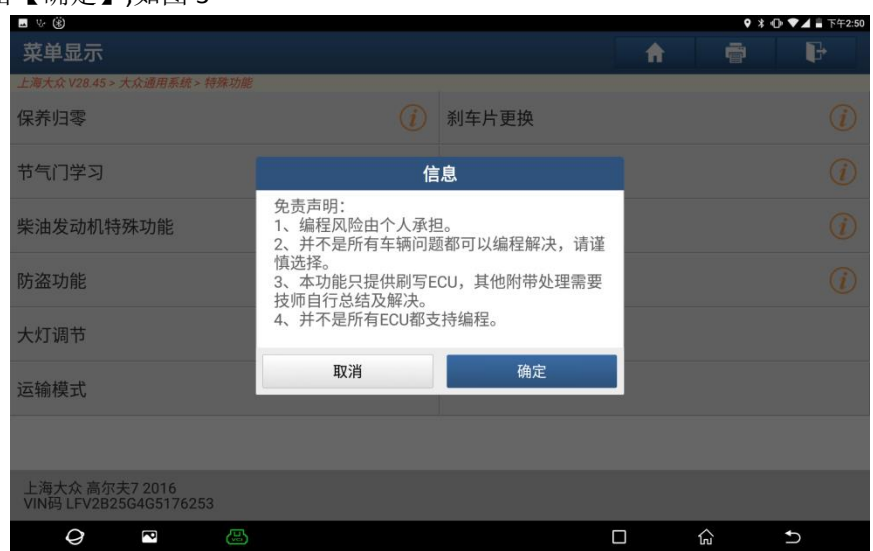 【确定】,如图
下午2:50
菜单显示
上海大众 V28.45 > 大众通用系统 > 特殊功能
保养归零
刹车片更换
节气门学习
柴油发动机特殊功能
防盗功能
大灯调节
运输模式
信息
免责声明:
1、编程风险由个人承担。
2、并不是所有车辆问题都可以编程解决，请谨
慎选择。
3、本功能只提供刷写ECU，其他附带处理需要
技师自行总结及解决。
4、并不是所有ECU都支持编程。
取消
确定
上海大众 高尔夫7 2016
VIN码 LFV2B25G4G5176253
VCI